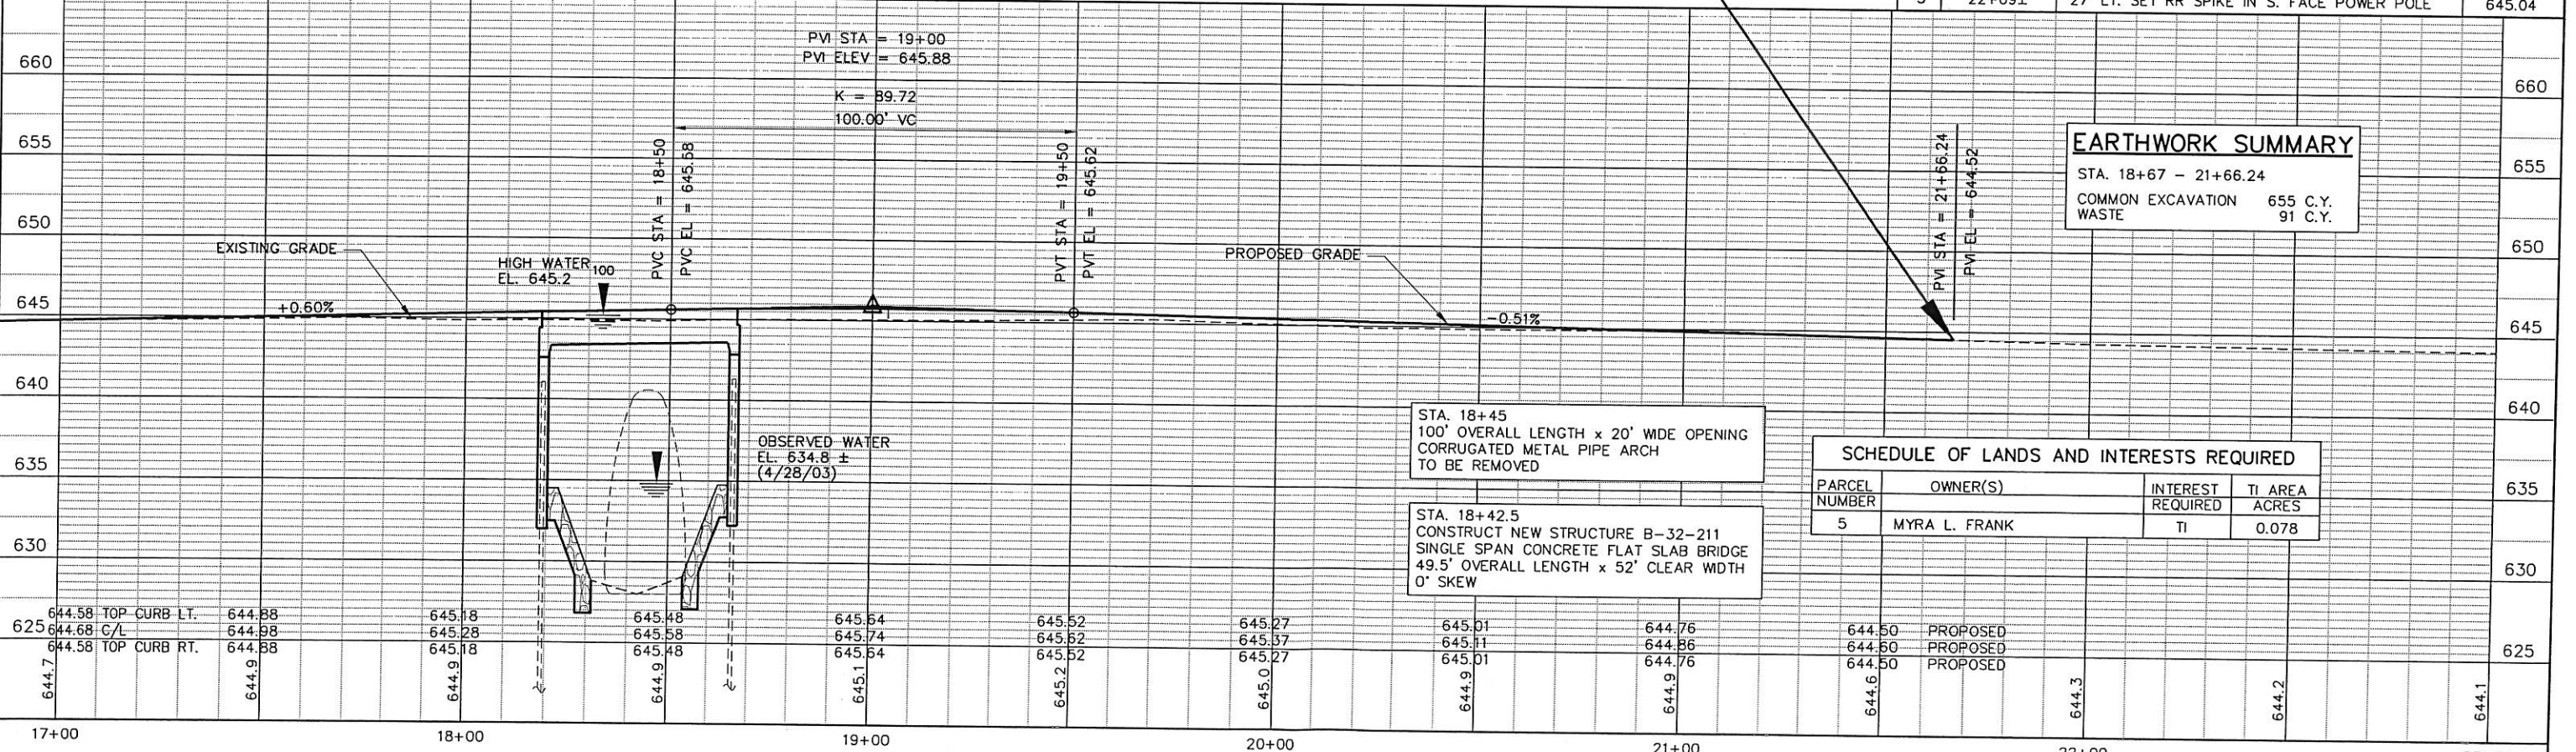 27' LT. SET RR SPIKE IN S. FACE POWER POLE 645.04
PVI STA = 19+00
PVI ELEV = 645.88
K = 89.72
100.00' VC
PVC STA = 18+50
PVC EL = 645.58
PVT STA = 19+50
PVT EL = 645.62
PVI STA = 21+66.24
PVI EL = 644.52
EARTHWORK SUMMARY
STA. 18+67 - 21+66.24
COMMON EXCAVATION 655 C.Y.
WASTE 91 C.Y.
660
655
650
645
640
635
630
625
660
655
650
645
640
635
630
625
EXISTING GRADE
HIGH WATER100
EL. 645.2
PROPOSED GRADE
+0.60%
-0.51%
OBSERVED WATER
EL. 634.8 ±
(4/28/03)
STA. 18+45
100' OVERALL LENGTH x 20' WIDE OPENING
CORRUGATED METAL PIPE ARCH
TO BE REMOVED
STA. 18+42.5
CONSTRUCT NEW STRUCTURE B-32-211
SINGLE SPAN CONCRETE FLAT SLAB BRIDGE
49.5' OVERALL LENGTH x 52' CLEAR WIDTH
0° SKEW
SCHEDULE OF LANDS AND INTERESTS REQUIRED
PARCEL NUMBER OWNER(S) INTEREST REQUIRED TI AREA ACRES
5 MYRA L. FRANK TI 0.078
644.58 TOP CURB LT. 644.88 645.18 645.48 645.64 645.52 645.27 645.01 644.76 644.50 PROPOSED
644.68 C/L 644.98 645.28 645.58 645.74 645.62 645.37 645.11 644.86 644.60 PROPOSED
644.58 TOP CURB RT. 644.88 645.18 645.48 645.64 645.52 645.27 645.01 644.76 644.50 PROPOSED
644.7 644.9 644.9 644.9 645.1 645.2 645.0 644.9 644.9 644.6 644.3 644.2 644.1
17+00 18+00 19+00 20+00 21+00